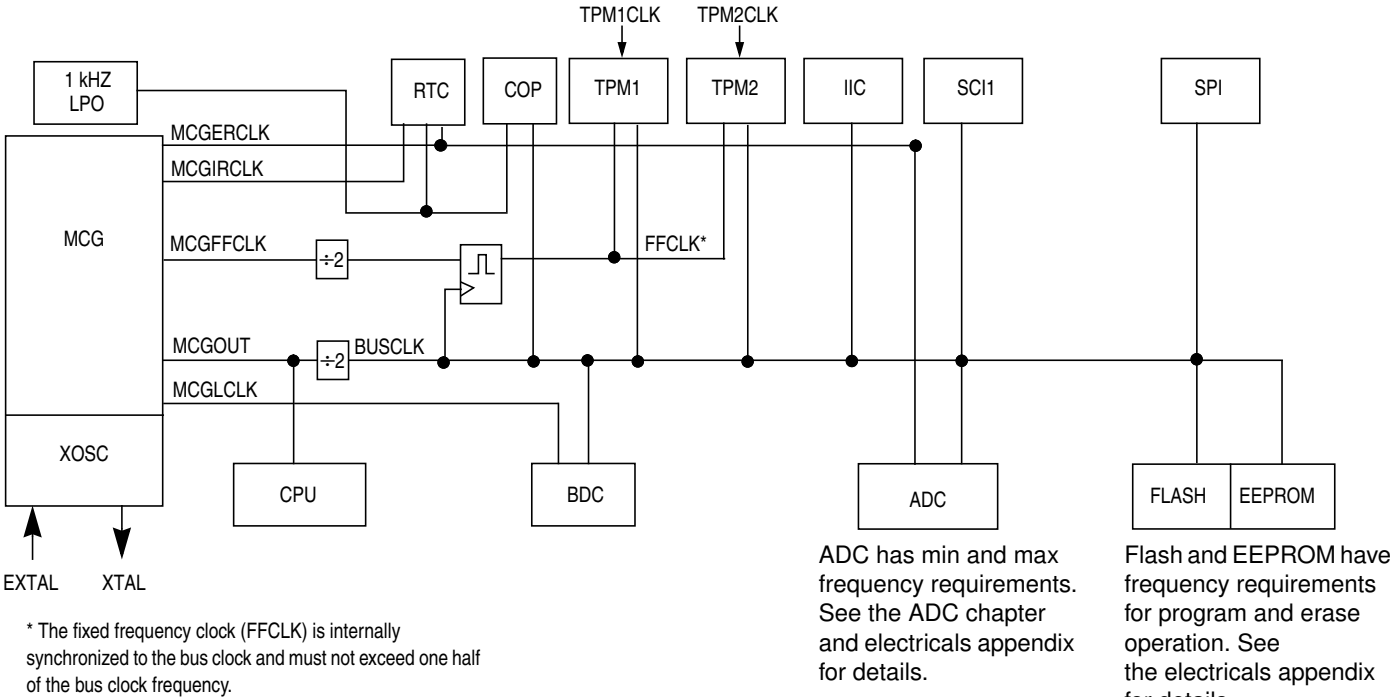 TPM1CLK TPM2CLK
1 kHZ
LPO
RTC COP TPM1 TPM2 IIC SCI1 SPI
MCGERCLK
MCGIRCLK
MCG
MCGFFCLK ÷2 FFCLK*
MCGOUT ÷2 BUSCLK
MCGLCLK
XOSC
CPU BDC ADC FLASH EEPROM
EXTAL XTAL
ADC has min and max
frequency requirements.
See the ADC chapter
and electricals appendix
for details.
Flash and EEPROM have
frequency requirements
for program and erase
operation. See
the electricals appendix
for details.
* The fixed frequency clock (FFCLK) is internally
synchronized to the bus clock and must not exceed one half
of the bus clock frequency.